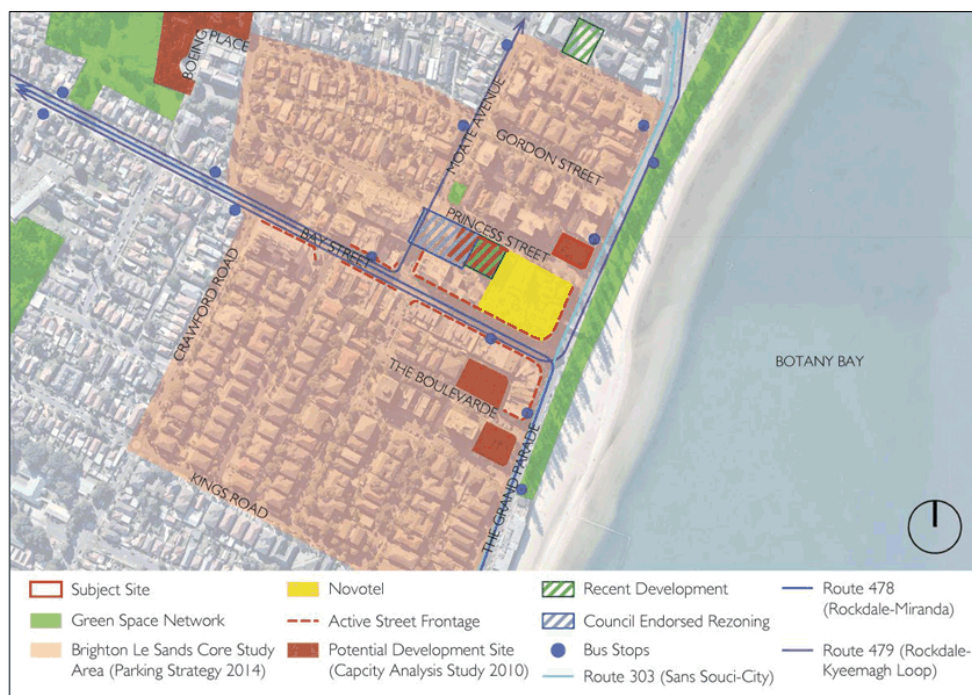 BOEING PLACE
MOATE AVENUE
GORDON STREET
PRINCESS STREET
BAY STREET
CRAWFORD ROAD
THE BOULEVARDE
BOTANY BAY
KINGS ROAD
THE GRAND PARADE
Subject Site
Green Space Network
Brighton Le Sands Core Study
Area (Parking Strategy 2014)
Novotel
Active Street Frontage
Potential Development Site
(Capcity Analysis Study 2010)
Recent Development
Council Endorsed Rezoning
Bus Stops
Route 303 (Sans Souci-City)
Route 478
(Rockdale-Miranda)
Route 479 (Rockdale-
Kyeemagh Loop)